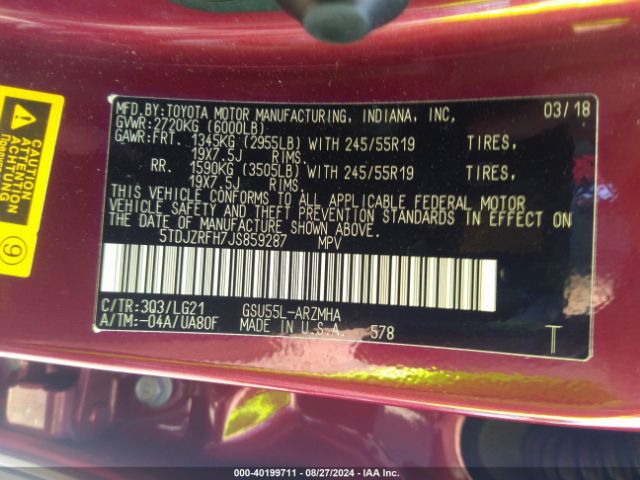 MFD.BY:TOYOTA MOTOR MANUFACTURING, INDIANA, INC, 03/18
GVWR:2720KG (6000LB)
GAWR:FRT. 1345KG (2955LB) WITH 245/55R19 TIRES,
19X7.5J RIMS.
RR. 1590KG (3505LB) WITH 245/55R19 TIRES,
19X7.5J RIMS.
THIS VEHICLE CONFORMS TO ALL APPLICABLE FEDERAL MOTOR
VEHICLE SAFETY AND THEFT PREVENTION STANDARDS IN EFFECT ON
THE DATE OF MANUFACTURE SHOWN ABOVE.
5TDJZRFH7JS859287 MPV
C/TR:3Q3/LG21 GSU55L-ARZMHA
A/TM:-04A/UA80F MADE IN U.S.A. 578
T
CAUTION
ATTENTION
ACHTUNG
9
000-40199711 - 08/27/2024 - IAA Inc.